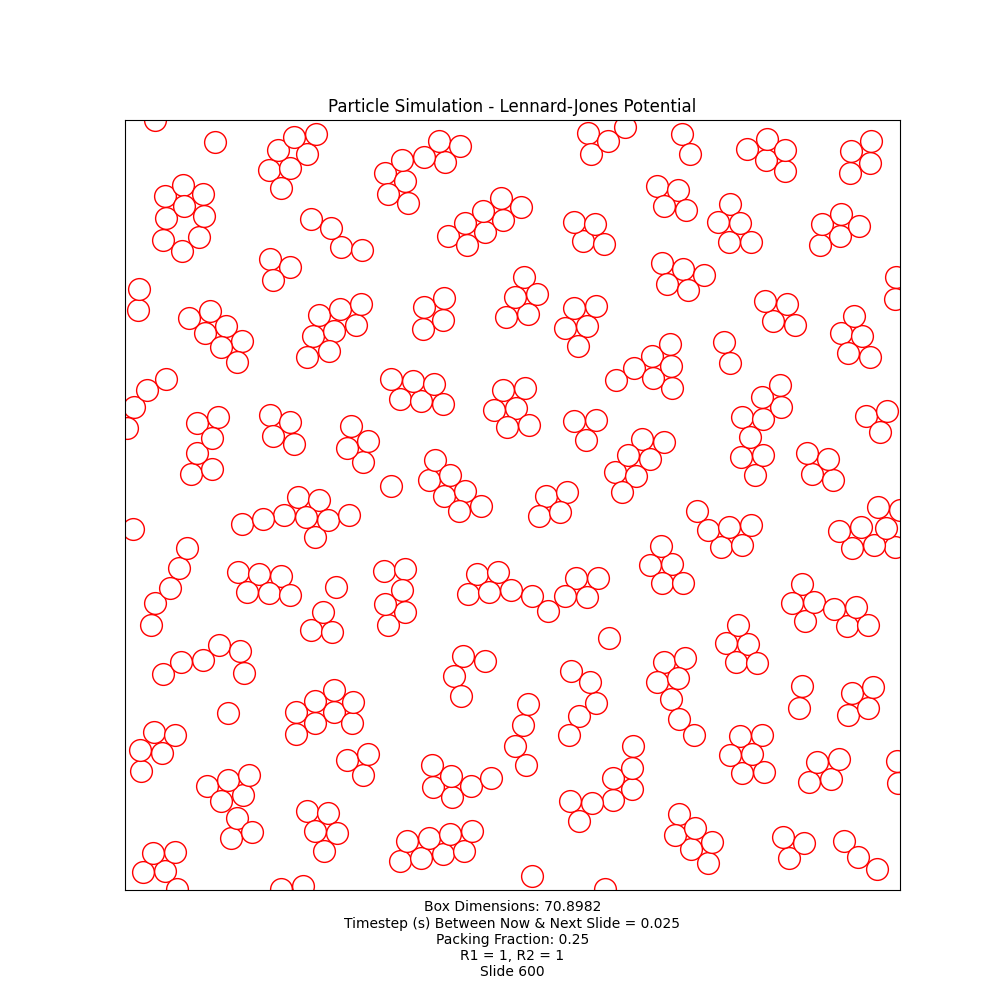 Particle Simulation - Lennard-Jones Potential
Box Dimensions: 70.8982
Timestep (s) Between Now & Next Slide = 0.025
Packing Fraction: 0.25
R1 = 1, R2 = 1
Slide 600